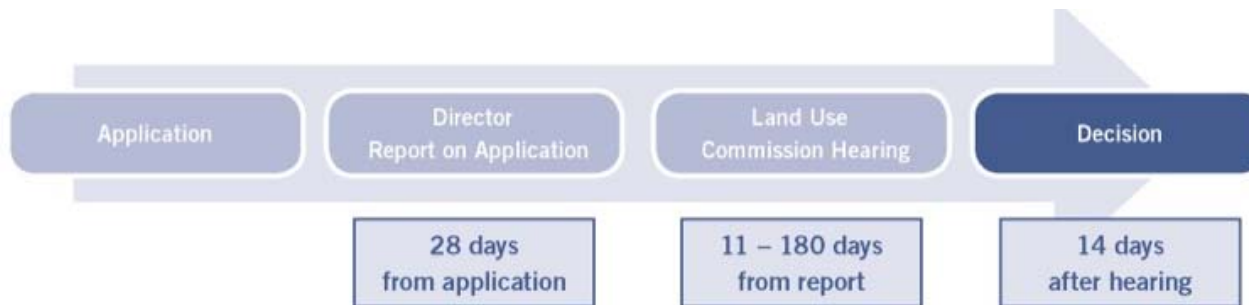 Application
Director
Report on Application
Land Use
Commission Hearing
Decision
28 days
from application
11 – 180 days
from report
14 days
after hearing